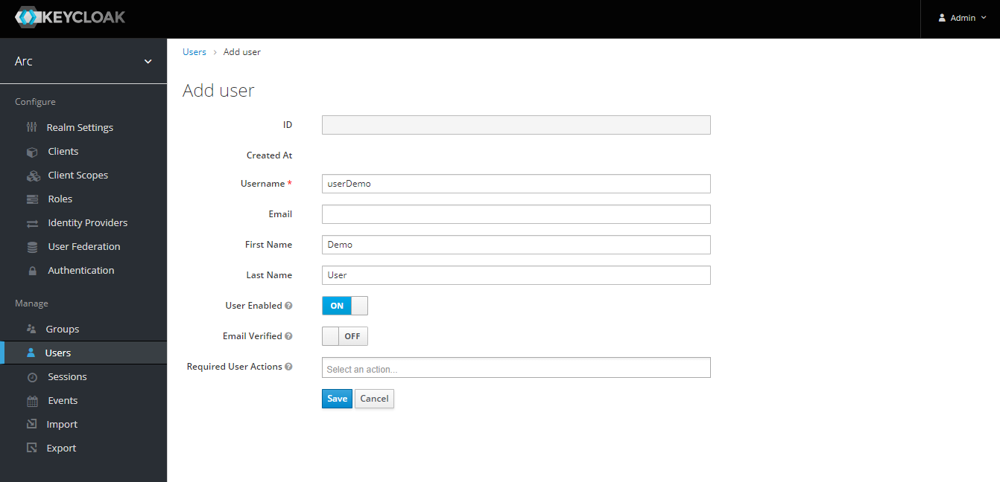 KEYCLOAK
Admin
Arc
Configure
Realm Settings
Clients
Client Scopes
Roles
Identity Providers
User Federation
Authentication
Manage
Groups
Users
Sessions
Events
Import
Export
Users > Add user
Add user
ID
Created At
Username * userDemo
Email
First Name Demo
Last Name User
User Enabled ? ON
Email Verified ? OFF
Required User Actions ? Select an action...
Save Cancel